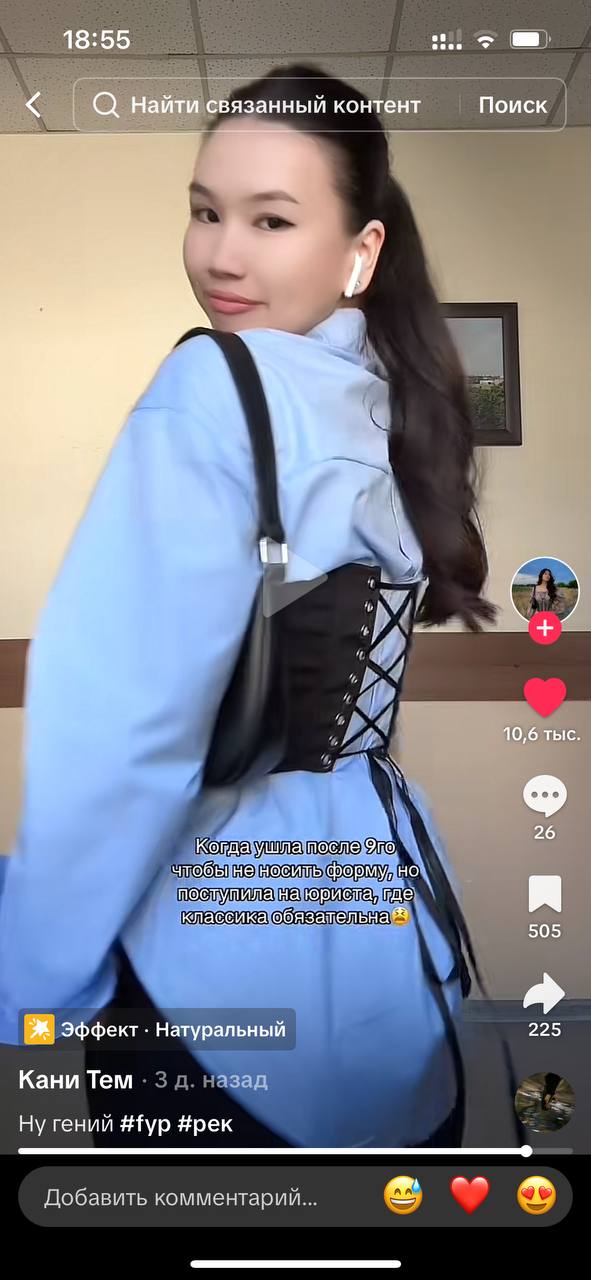 18:55
Найти связанный контент Поиск
10,6 тыс.
26
Когда ушла после 9го
чтобы не носить форму, но
поступила на юриста, где
классика обязательна😫
505
225
Эффект · Натуральный
Кани Тем · 3 д. назад
Ну гений #fyp #рек
Добавить комментарий...